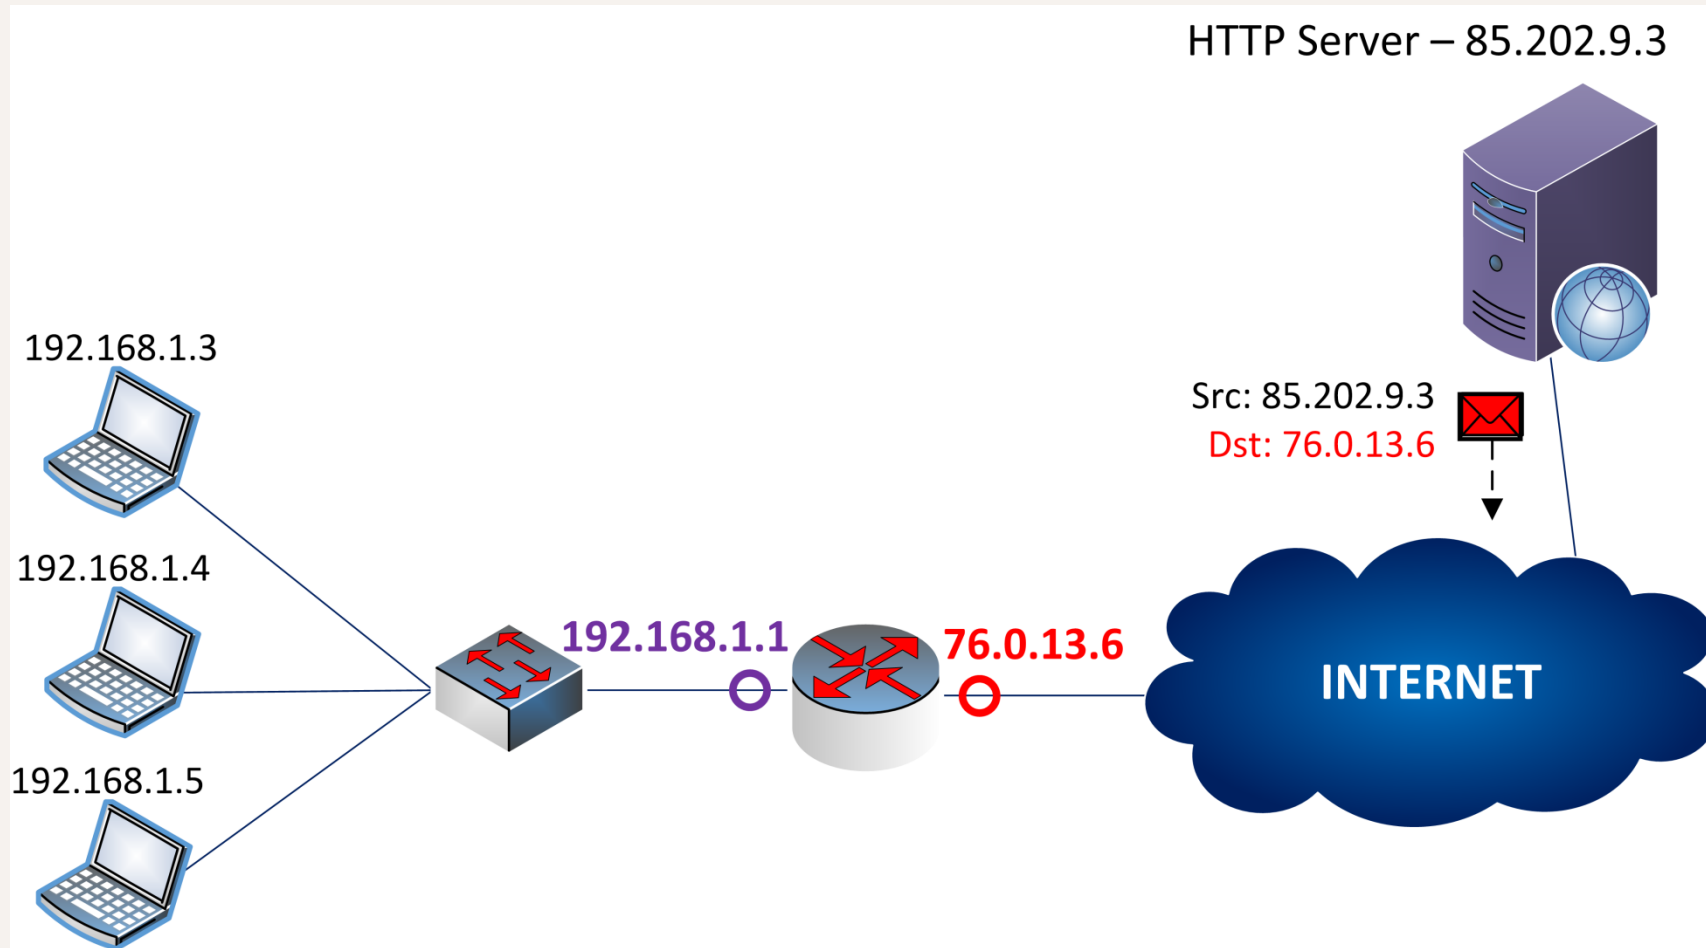 HTTP Server – 85.202.9.3
192.168.1.3
Src: 85.202.9.3
Dst: 76.0.13.6
192.168.1.4
192.168.1.1
76.0.13.6
INTERNET
192.168.1.5